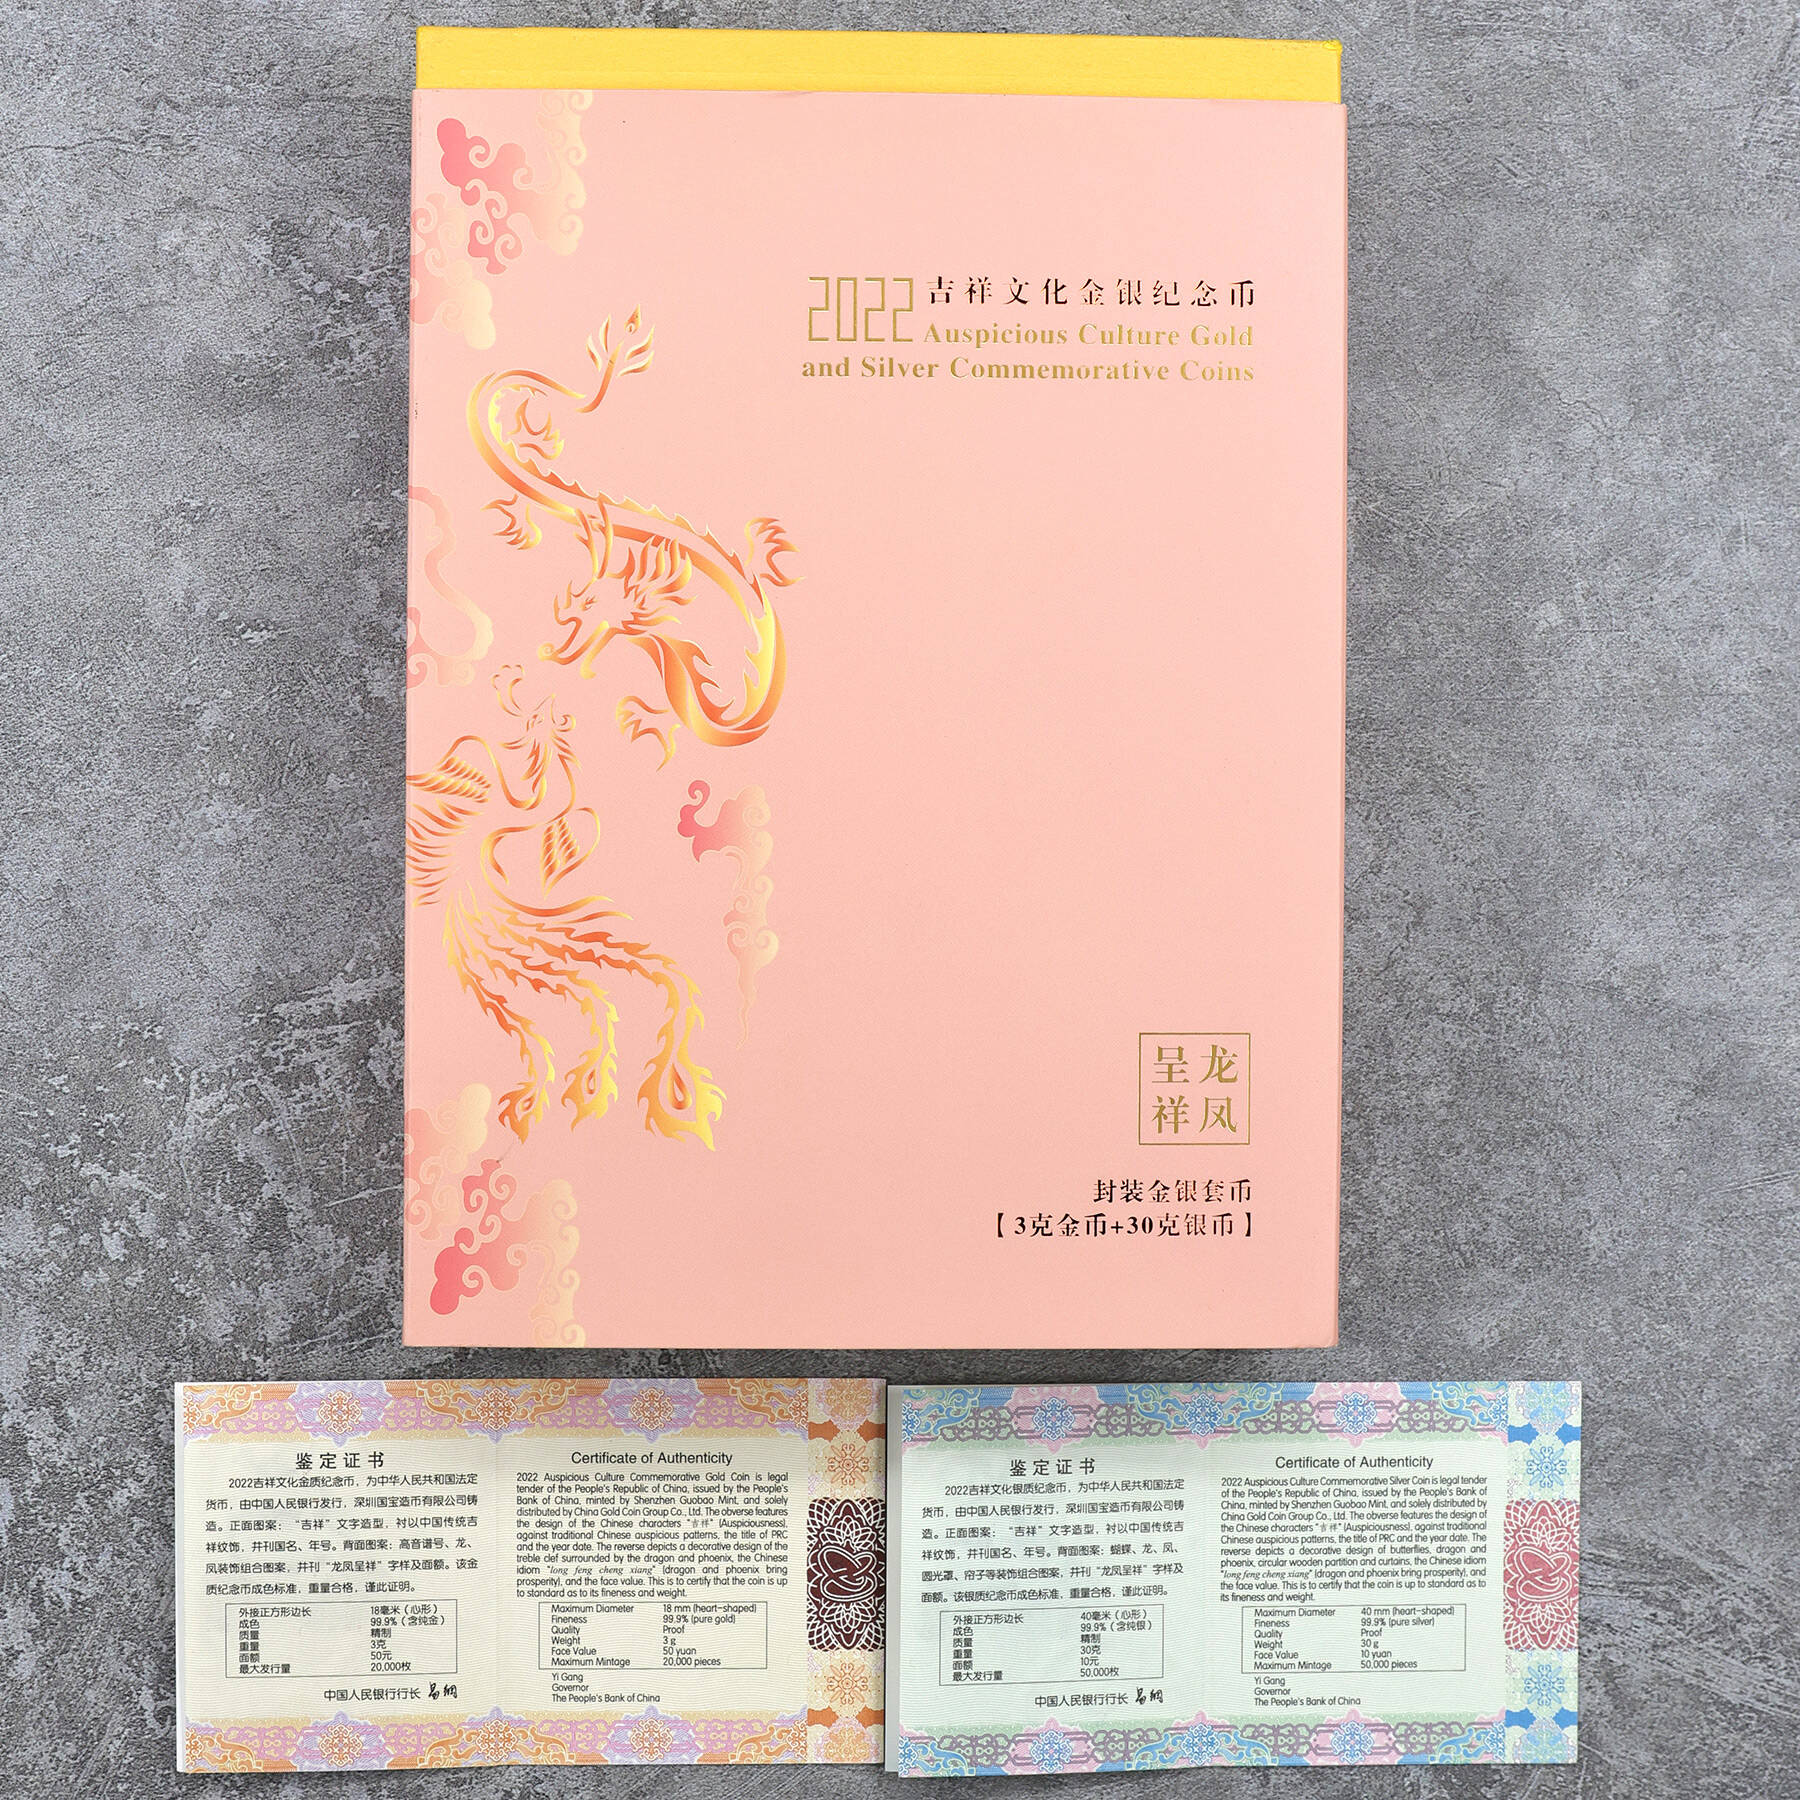 2022 吉祥文化金银纪念币
Auspicious Culture Gold
and Silver Commemorative Coins
龙凤
呈祥
封装金银套币
【3克金币+30克银币】
鉴定证书
2022吉祥文化金质纪念币，为中华人民共和国法定
货币，由中国人民银行发行，深圳国宝造币有限公司铸
造。正面图案：“吉祥”文字造型，衬以中国传统吉
祥纹饰，并刊国名、年号。背面图案：高音谱号、龙、
凤装饰组合图案，并刊“龙凤呈祥”字样及面额。该金
质纪念币成色标准，重量合格，谨此证明。
外接正方形边长 18毫米（心形）
成色 99.9%（含纯金）
质量 精制
重量 3克
面额 50元
最大发行量 20,000枚
中国人民银行行长 易纲
Certificate of Authenticity
2022 Auspicious Culture Commemorative Gold Coin is legal
tender of the People's Republic of China, issued by the People's
Bank of China, minted by Shenzhen Guobao Mint, and solely
distributed by China Gold Coin Group Co., Ltd. The obverse features
the design of the Chinese characters "吉祥" (Auspiciousness),
against traditional Chinese auspicious patterns, the title of PRC
and the year date. The reverse depicts a decorative design of the
treble clef surrounded by the dragon and phoenix, the Chinese
idiom "long feng cheng xiang" (dragon and phoenix bring
prosperity), and the face value. This is to certify that the coin is up
to standard as to its fineness and weight.
Maximum Diameter 18 mm (heart-shaped)
Fineness 99.9% (pure gold)
Quality Proof
Weight 3 g
Face Value 50 yuan
Maximum Mintage 20,000 pieces
Yi Gang
Governor
The People's Bank of China
鉴定证书
2022吉祥文化银质纪念币，为中华人民共和国法定
货币，由中国人民银行发行，深圳国宝造币有限公司铸
造。正面图案：“吉祥”文字造型，衬以中国传统吉
祥纹饰，并刊国名、年号。背面图案：蝴蝶、龙、凤、
圆光罩、帘子等装饰组合图案，并刊“龙凤呈祥”字样及
面额。该银质纪念币成色标准，重量合格，谨此证明。
外接正方形边长 40毫米（心形）
成色 99.9%（含纯银）
质量 精制
重量 30克
面额 10元
最大发行量 50,000枚
中国人民银行行长 易纲
Certificate of Authenticity
2022 Auspicious Culture Commemorative Silver Coin is legal tender
of the People's Republic of China, issued by the People's Bank of
China, minted by Shenzhen Guobao Mint, and solely distributed by
China Gold Coin Group Co., Ltd. The obverse features the design of
the Chinese characters "吉祥" (Auspiciousness), against traditional
Chinese auspicious patterns, the title of PRC and the year date. The
reverse depicts a decorative design of butterflies, dragon and
phoenix, circular wooden partition and curtains, the Chinese idiom
"long feng cheng xiang" (dragon and phoenix bring prosperity), and
the face value. This is to certify that the coin is up to standard as to
its fineness and weight.
Maximum Diameter 40 mm (heart-shaped)
Fineness 99.9% (pure silver)
Quality Proof
Weight 30 g
Face Value 10 yuan
Maximum Mintage 50,000 pieces
Yi Gang
Governor
The People's Bank of China